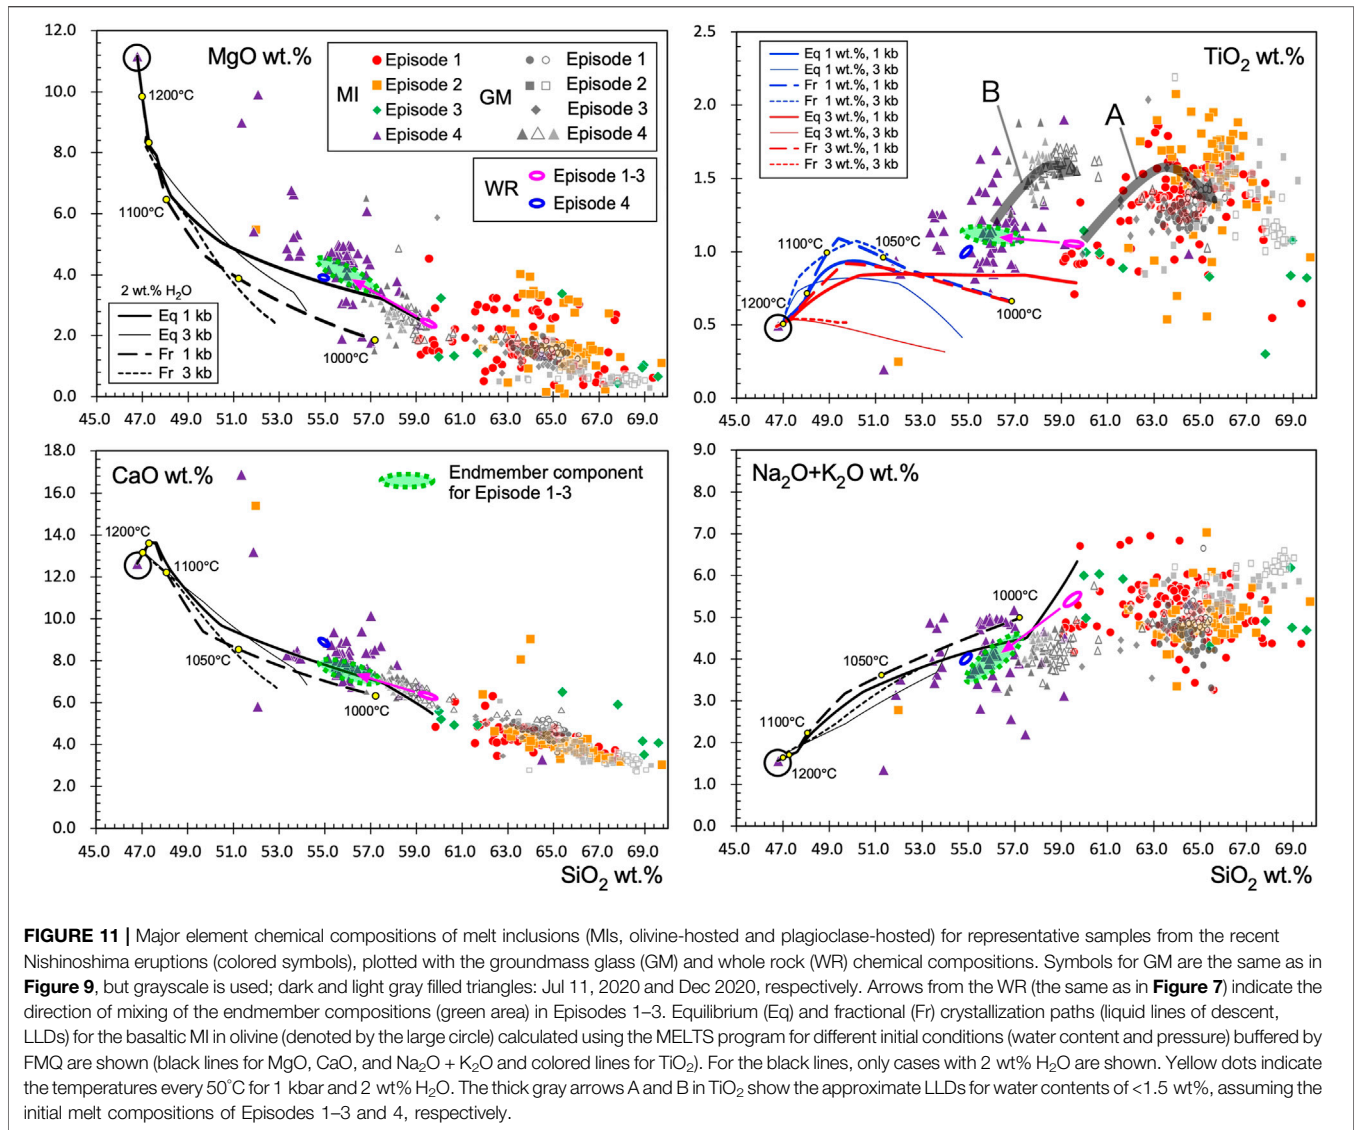 12.0
10.0
8.0
6.0
4.0
2.0
0.0
MgO wt.%
MI
Episode 1
Episode 2
Episode 3
Episode 4
GM
Episode 1
Episode 2
Episode 3
Episode 4
WR
Episode 1-3
Episode 4
1200°C
1100°C
1000°C
2 wt.% H₂O
Eq 1 kb
Eq 3 kb
Fr 1 kb
Fr 3 kb
45.0 47.0 49.0 51.0 53.0 55.0 57.0 59.0 61.0 63.0 65.0 67.0 69.0
2.5
2.0
1.5
1.0
0.5
0.0
Eq 1 wt.%, 1 kb
Eq 1 wt.%, 3 kb
Fr 1 wt.%, 1 kb
Fr 1 wt.%, 3 kb
Eq 3 wt.%, 1 kb
Eq 3 wt.%, 3 kb
Fr 3 wt.%, 1 kb
Fr 3 wt.%, 3 kb
TiO₂ wt.%
B
A
1100°C
1050°C
1200°C
1000°C
45.0 47.0 49.0 51.0 53.0 55.0 57.0 59.0 61.0 63.0 65.0 67.0 69.0
18.0
16.0
14.0
12.0
10.0
8.0
6.0
4.0
2.0
0.0
CaO wt.%
Endmember component
for Episode 1-3
1200°C
1100°C
1050°C
1000°C
45.0 47.0 49.0 51.0 53.0 55.0 57.0 59.0 61.0 63.0 65.0 67.0 69.0
SiO₂ wt.%
9.0
8.0
7.0
6.0
5.0
4.0
3.0
2.0
1.0
0.0
Na₂O+K₂O wt.%
1000°C
1050°C
1100°C
1200°C
45.0 47.0 49.0 51.0 53.0 55.0 57.0 59.0 61.0 63.0 65.0 67.0 69.0
SiO₂ wt.%
FIGURE 11 | Major element chemical compositions of melt inclusions (MIs, olivine-hosted and plagioclase-hosted) for representative samples from the recent
Nishinoshima eruptions (colored symbols), plotted with the groundmass glass (GM) and whole rock (WR) chemical compositions. Symbols for GM are the same as in
Figure 9, but grayscale is used; dark and light gray filled triangles: Jul 11, 2020 and Dec 2020, respectively. Arrows from the WR (the same as in Figure 7) indicate the
direction of mixing of the endmember compositions (green area) in Episodes 1–3. Equilibrium (Eq) and fractional (Fr) crystallization paths (liquid lines of descent,
LLDs) for the basaltic MI in olivine (denoted by the large circle) calculated using the MELTS program for different initial conditions (water content and pressure) buffered by
FMQ are shown (black lines for MgO, CaO, and Na₂O + K₂O and colored lines for TiO₂). For the black lines, only cases with 2 wt% H₂O are shown. Yellow dots indicate
the temperatures every 50°C for 1 kbar and 2 wt% H₂O. The thick gray arrows A and B in TiO₂ show the approximate LLDs for water contents of <1.5 wt%, assuming the
initial melt compositions of Episodes 1–3 and 4, respectively.